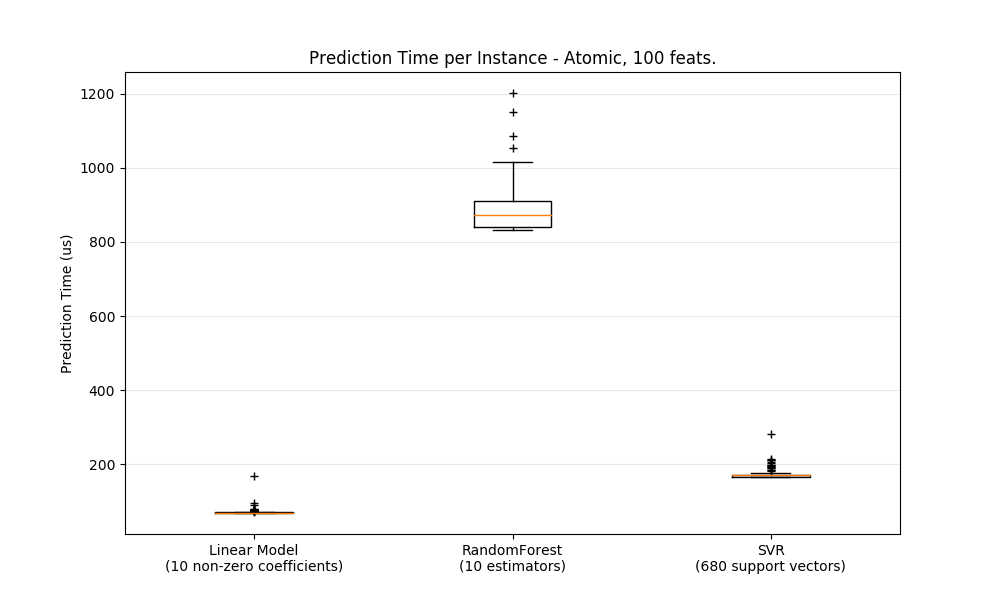 Prediction Time per Instance - Atomic, 100 feats.
Prediction Time (us)
1200
1000
800
600
400
200
Linear Model
(10 non-zero coefficients)
RandomForest
(10 estimators)
SVR
(680 support vectors)